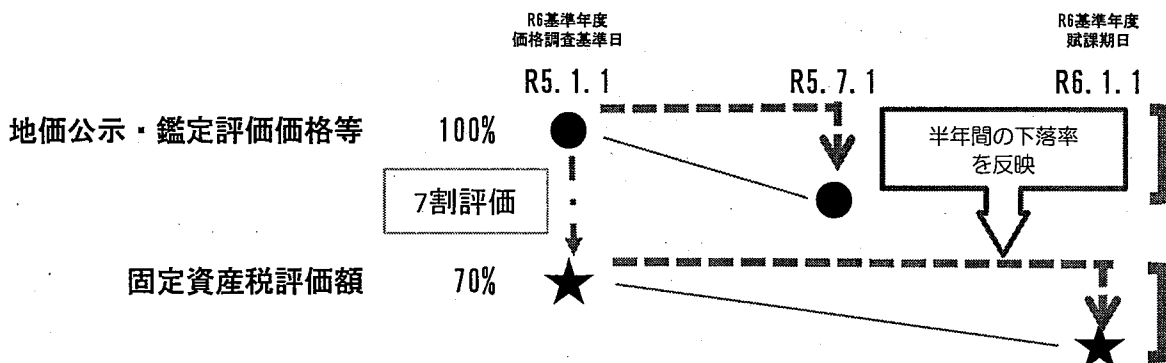 R6基準年度
価格調査基準日
R6基準年度
賦課期日
R5.1.1
R5.7.1
R6.1.1
地価公示・鑑定評価価格等
100%
半年間の下落率
を反映
7割評価
固定資産税評価額
70%